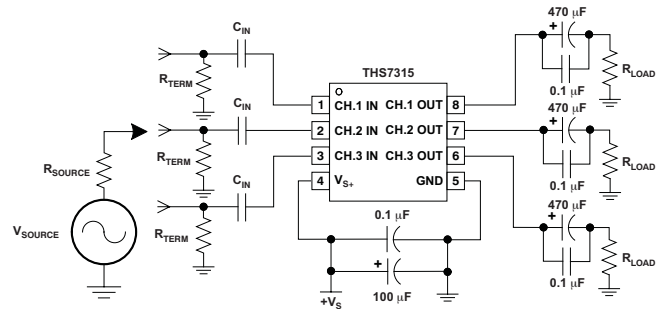 470 μF
+
C_IN
R_TERM
0.1 μF
R_LOAD
THS7315
C_IN
1 CH.1 IN CH.1 OUT 8
470 μF
+
2 CH.2 IN CH.2 OUT 7
R_TERM
3 CH.3 IN CH.3 OUT 6
0.1 μF
R_LOAD
R_SOURCE
C_IN
4 V_S+ GND 5
470 μF
+
V_SOURCE
R_TERM
0.1 μF
0.1 μF
R_LOAD
+
+V_S
100 μF